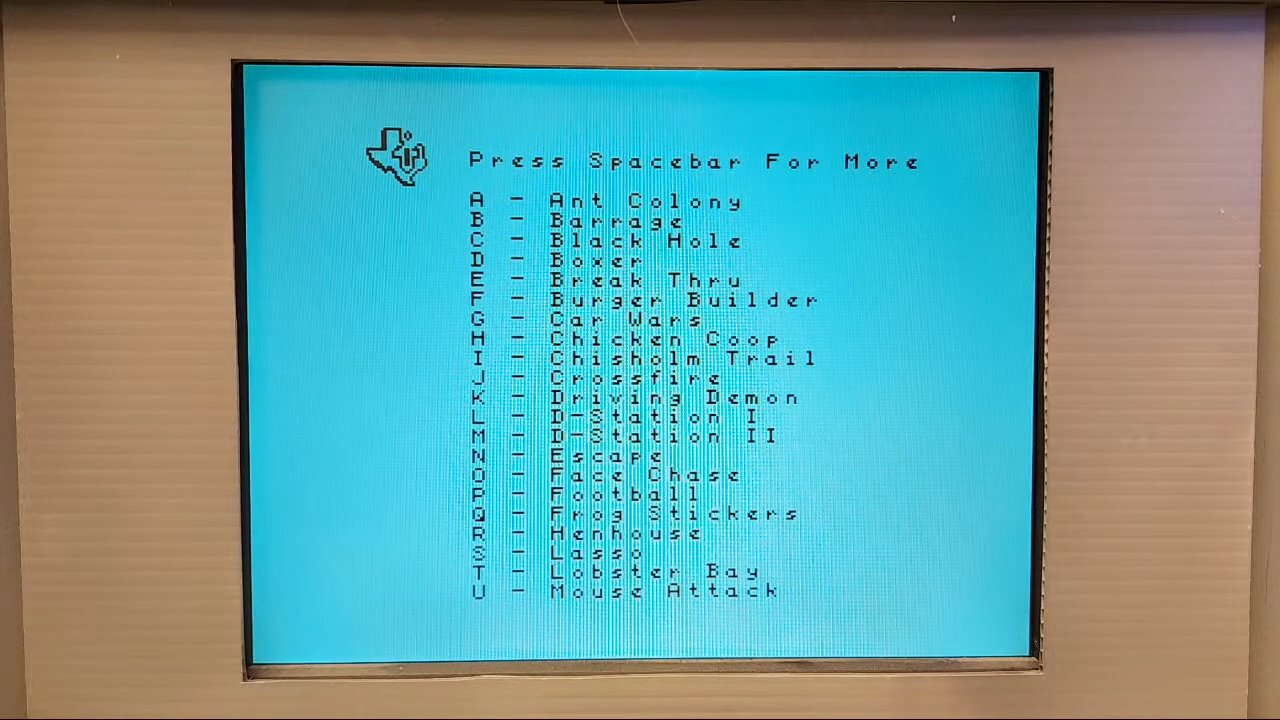 Press Spacebar For More
A - Ant Colony
B - Barrage
C - Black Hole
D - Boxer
E - Break Thru
F - Burger Builder
G - Car Wars
H - Chicken Coop
I - Chisholm Trail
J - Crossfire
K - Driving Demon
L - D-Station I
M - D-Station II
N - Escape
O - Face Chase
P - Football
Q - Frog Stickers
R - Henhouse
S - Lasso
T - Lobster Bay
U - Mouse Attack